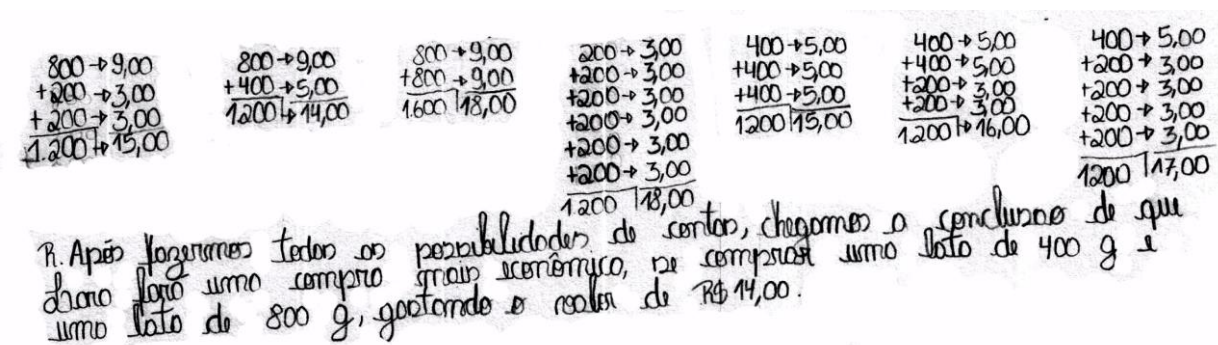 800 → 9,00
+200 → 3,00
+200 → 3,00
1.200 → 15,00
800 → 9,00
+400 → 5,00
1200 → 14,00
800 → 9,00
+800 → 9,00
1.600 18,00
200 → 3,00
+200 → 3,00
+200 → 3,00
+200 → 3,00
+200 → 3,00
+200 → 3,00
1200 18,00
400 → 5,00
+400 → 5,00
+400 → 5,00
1200 15,00
400 → 5,00
+400 → 5,00
+200 → 3,00
+200 → 3,00
1.200 → 16,00
400 → 5,00
+200 → 3,00
+200 → 3,00
+200 → 3,00
+200 → 3,00
1200 17,00
R. Após fazermos todas as possibilidades de contas, chegamos a conclusão de que
fará uma compra mais econômica, se comprar uma lata de 400 g e
uma lata de 800 g, gastando o valor de R$ 14,00.